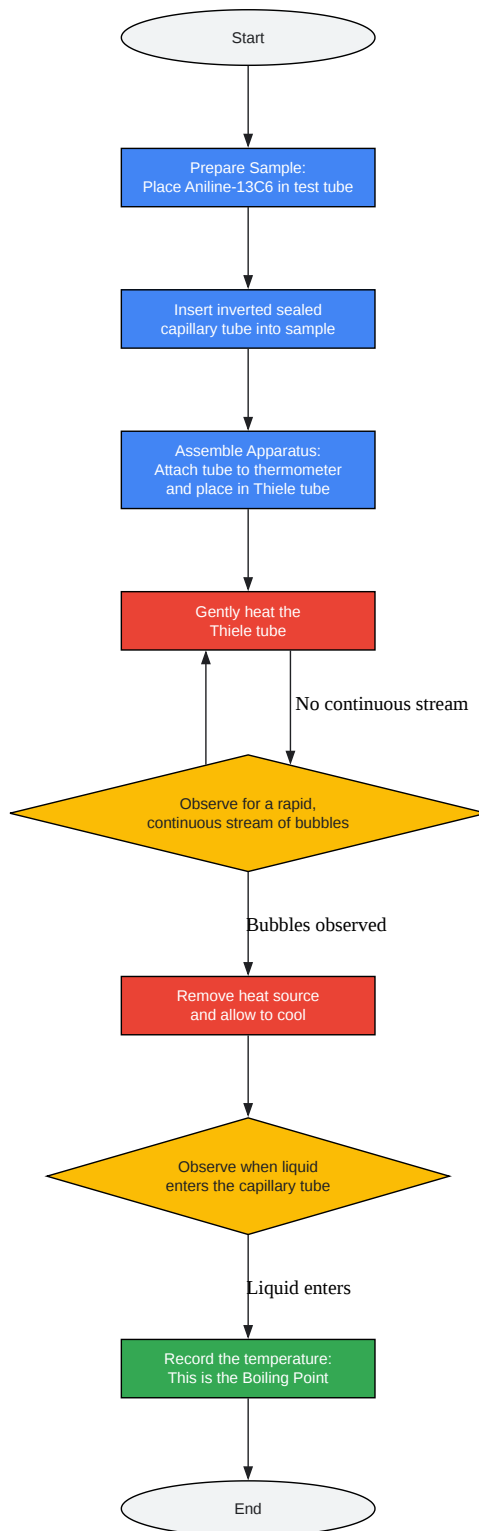 Start
Prepare Sample:
Place Aniline-13C6 in test tube
Insert inverted sealed
capillary tube into sample
Assemble Apparatus:
Attach tube to thermometer
and place in Thiele tube
Gently heat the
Thiele tube
No continuous stream
Observe for a rapid,
continuous stream of bubbles
Bubbles observed
Remove heat source
and allow to cool
Observe when liquid
enters the capillary tube
Liquid enters
Record the temperature:
This is the Boiling Point
End